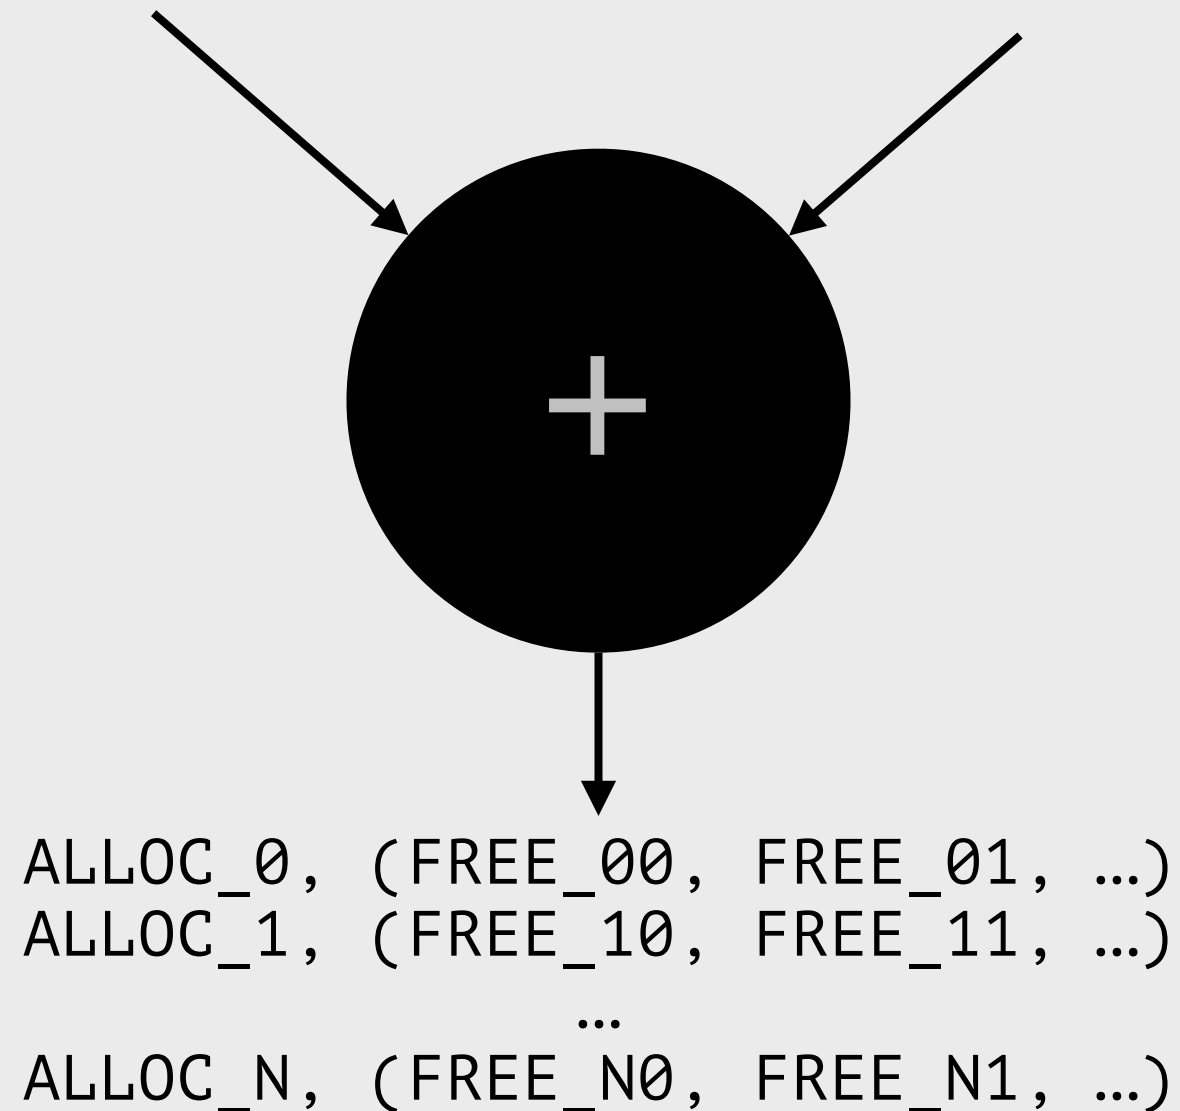 +
ALLOC_0, (FREE_00, FREE_01, …)
ALLOC_1, (FREE_10, FREE_11, …)
…
ALLOC_N, (FREE_N0, FREE_N1, …)